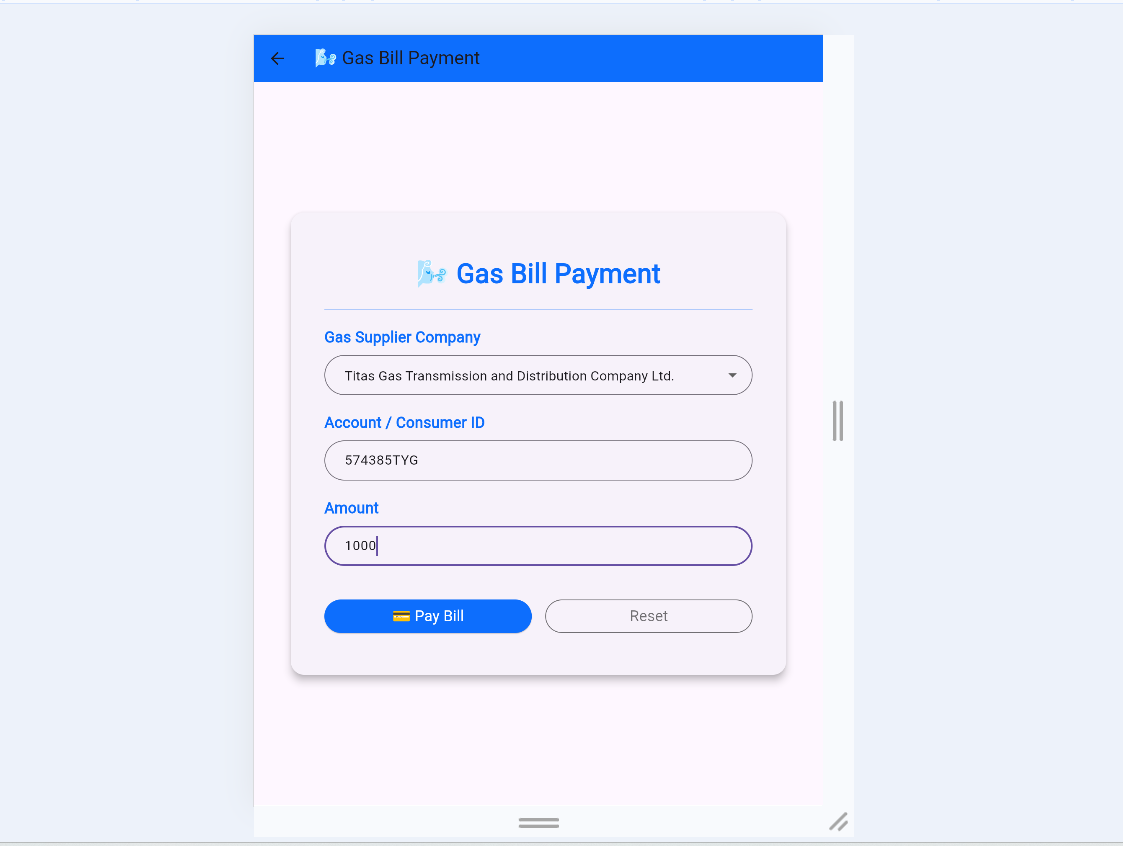 Gas Bill Payment
Gas Bill Payment
Gas Supplier Company
Titas Gas Transmission and Distribution Company Ltd.
Account / Consumer ID
574385TYG
Amount
1000
Pay Bill
Reset